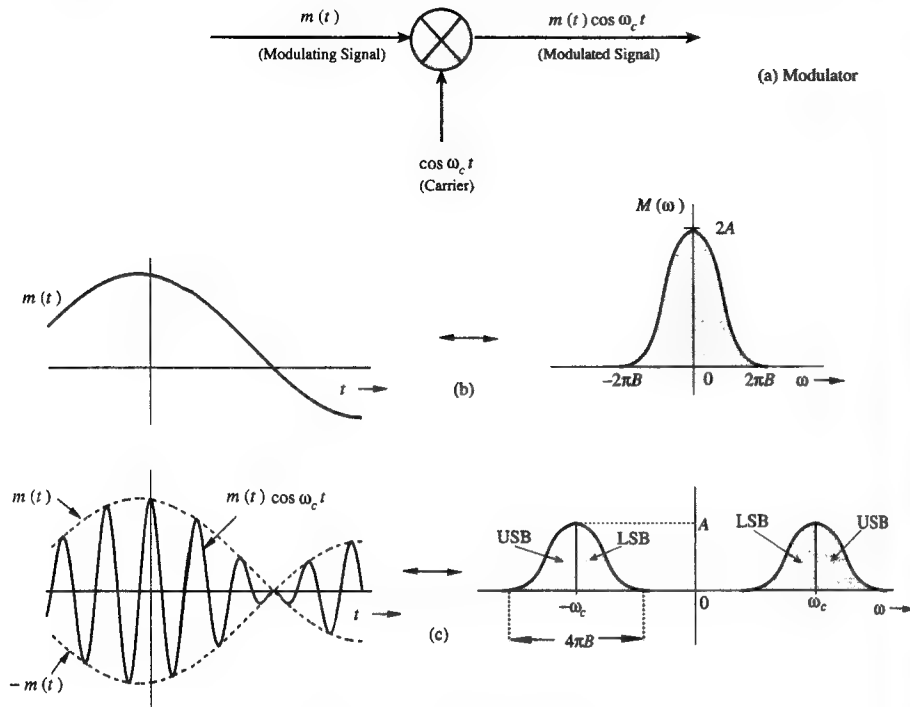 m (t)
m (t) cos ω_c t
(Modulating Signal)
(Modulated Signal)
(a) Modulator
cos ω_c t
(Carrier)
M (ω)
2A
m (t)
t
−2πB
0
2πB
ω
(b)
m (t)
m (t) cos ω_c t
A
USB
LSB
LSB
USB
t
−ω_c
0
ω_c
ω
(c)
4πB
−m (t)